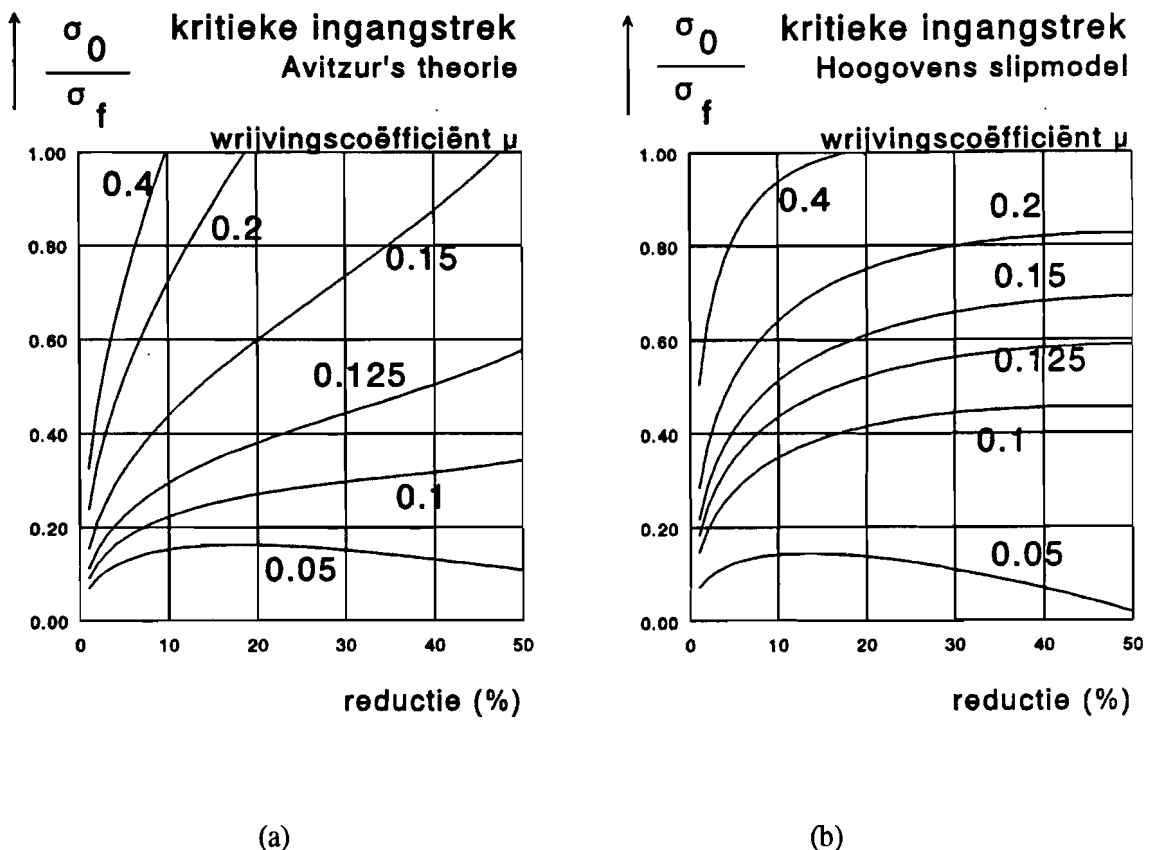 σ0
σf
kritieke ingangstrek
Avitzur's theorie
wrijvingscoëfficiënt μ
1.00
0.80
0.60
0.40
0.20
0.00
0.4
0.2
0.15
0.125
0.1
0.05
0 10 20 30 40 50
reductie (%)
(a)
σ0
σf
kritieke ingangstrek
Hoogovens slipmodel
wrijvingscoëfficiënt μ
1.00
0.80
0.60
0.40
0.20
0.00
0.4
0.2
0.15
0.125
0.1
0.05
0 10 20 30 40 50
reductie (%)
(b)